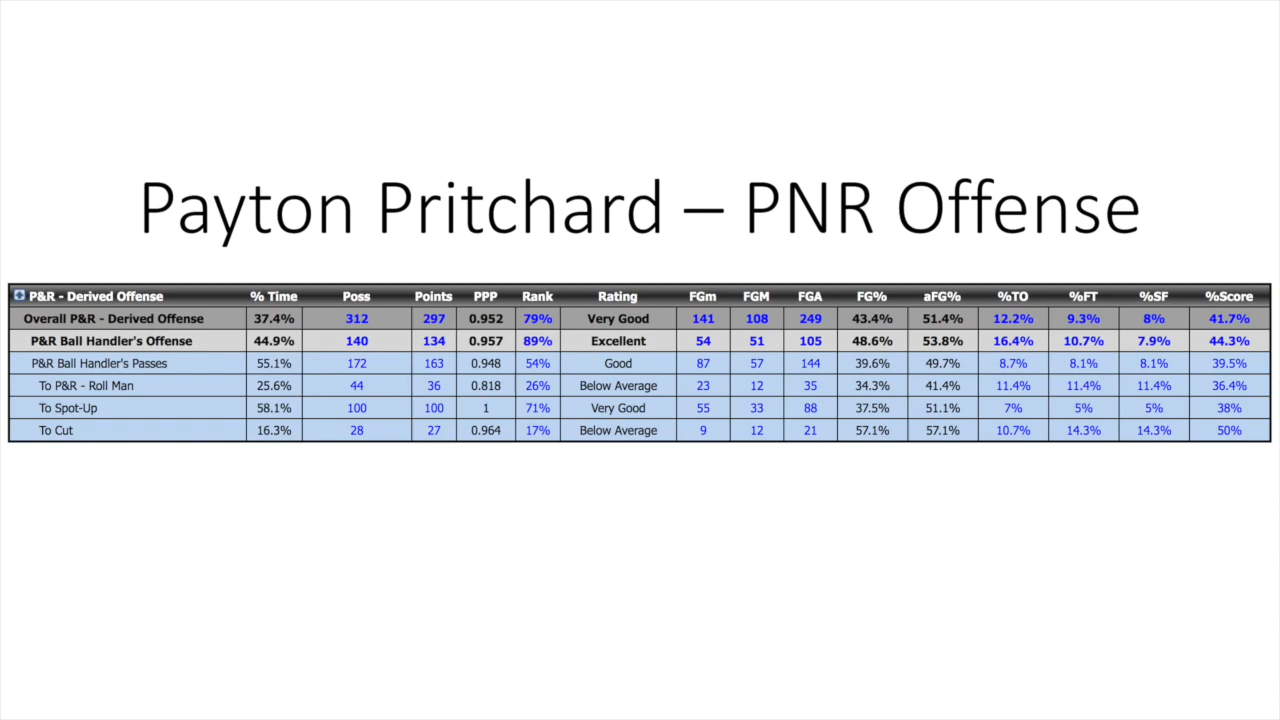 Payton Pritchard – PNR Offense
P&R - Derived Offense % Time Poss Points PPP Rank Rating FGm FGM FGA FG% aFG% %TO %FT %SF %Score
Overall P&R - Derived Offense 37.4% 312 297 0.952 79% Very Good 141 108 249 43.4% 51.4% 12.2% 9.3% 8% 41.7%
P&R Ball Handler's Offense 44.9% 140 134 0.957 89% Excellent 54 51 105 48.6% 53.8% 16.4% 10.7% 7.9% 44.3%
P&R Ball Handler's Passes 55.1% 172 163 0.948 54% Good 87 57 144 39.6% 49.7% 8.7% 8.1% 8.1% 39.5%
To P&R - Roll Man 25.6% 44 36 0.818 26% Below Average 23 12 35 34.3% 41.4% 11.4% 11.4% 11.4% 36.4%
To Spot-Up 58.1% 100 100 1 71% Very Good 55 33 88 37.5% 51.1% 7% 5% 5% 38%
To Cut 16.3% 28 27 0.964 17% Below Average 9 12 21 57.1% 57.1% 10.7% 14.3% 14.3% 50%